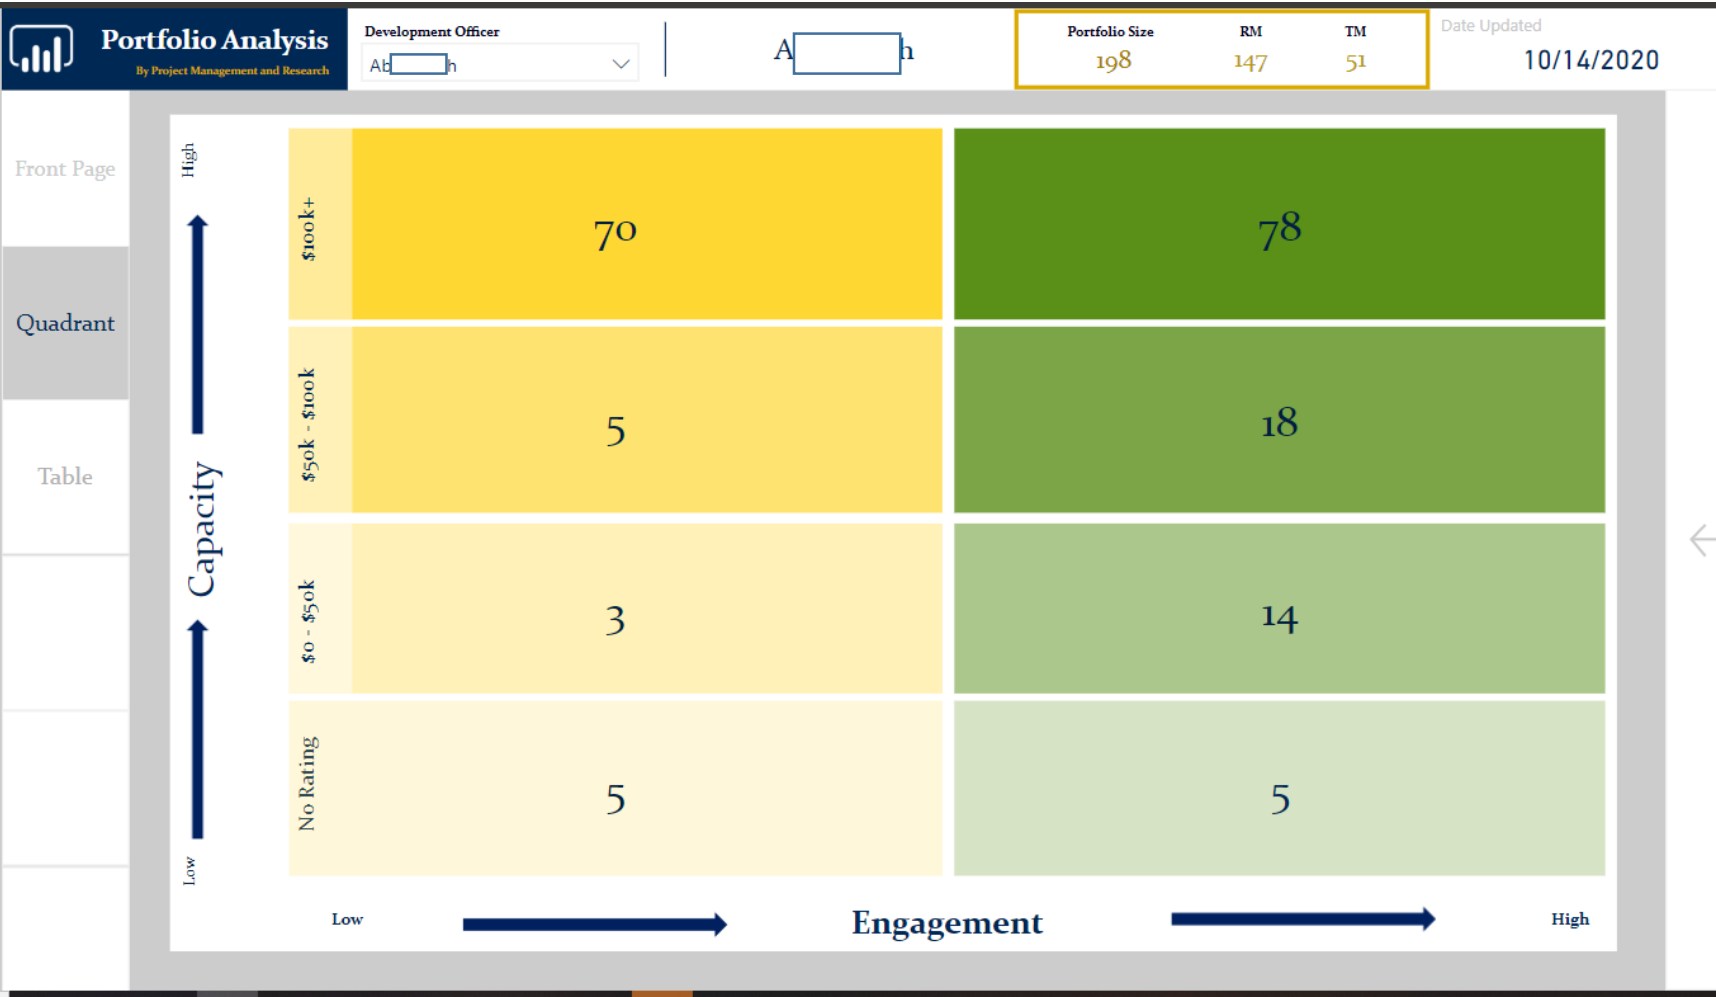 Portfolio Analysis
By Project Management and Research
Development Officer
Ab h
A h
Portfolio Size RM TM
198 147 51
Date Updated
10/14/2020
Front Page
Quadrant
Table
High
Capacity
Low
$100k+
70 78
$50k - $100k
5 18
$0 - $50k
3 14
No Rating
5 5
Low Engagement High